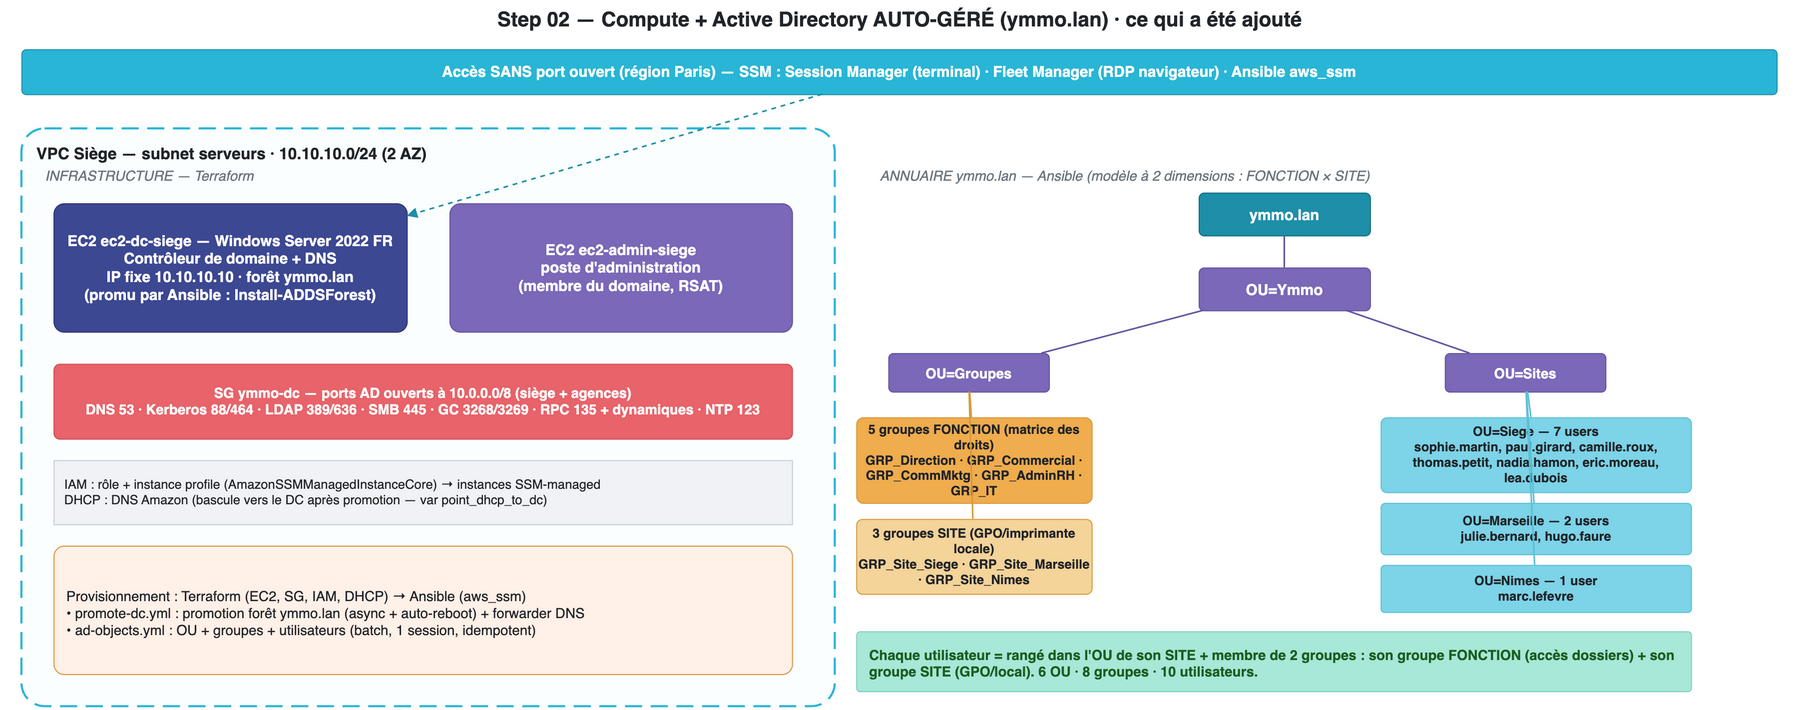 Step 02 — Compute + Active Directory AUTO-GÉRÉ (ymmo.lan) · ce qui a été ajouté
Accès SANS port ouvert (région Paris) — SSM : Session Manager (terminal) · Fleet Manager (RDP navigateur) · Ansible aws_ssm
VPC Siège — subnet serveurs · 10.10.10.0/24 (2 AZ)
INFRASTRUCTURE — Terraform
EC2 ec2-dc-siege — Windows Server 2022 FR
Contrôleur de domaine + DNS
IP fixe 10.10.10.10 · forêt ymmo.lan
(promu par Ansible : Install-ADDSForest)
EC2 ec2-admin-siege
poste d'administration
(membre du domaine, RSAT)
SG ymmo-dc — ports AD ouverts à 10.0.0.0/8 (siège + agences)
DNS 53 · Kerberos 88/464 · LDAP 389/636 · SMB 445 · GC 3268/3269 · RPC 135 + dynamiques · NTP 123
IAM : rôle + instance profile (AmazonSSMManagedInstanceCore) → instances SSM-managed
DHCP : DNS Amazon (bascule vers le DC après promotion — var point_dhcp_to_dc)
Provisionnement : Terraform (EC2, SG, IAM, DHCP) → Ansible (aws_ssm)
• promote-dc.yml : promotion forêt ymmo.lan (async + auto-reboot) + forwarder DNS
• ad-objects.yml : OU + groupes + utilisateurs (batch, 1 session, idempotent)
ANNUAIRE ymmo.lan — Ansible (modèle à 2 dimensions : FONCTION × SITE)
ymmo.lan
OU=Ymmo
OU=Groupes
OU=Sites
5 groupes FONCTION (matrice des
droits)
GRP_Direction · GRP_Commercial ·
GRP_CommMktg · GRP_AdminRH ·
GRP_IT
3 groupes SITE (GPO/imprimante
locale)
GRP_Site_Siege · GRP_Site_Marseille
· GRP_Site_Nimes
OU=Siege — 7 users
sophie.martin, paul.girard, camille.roux,
thomas.petit, nadia.hamon, eric.moreau,
lea.dubois
OU=Marseille — 2 users
julie.bernard, hugo.faure
OU=Nimes — 1 user
marc.lefevre
Chaque utilisateur = rangé dans l'OU de son SITE + membre de 2 groupes : son groupe FONCTION (accès dossiers) + son
groupe SITE (GPO/local). 6 OU · 8 groupes · 10 utilisateurs.